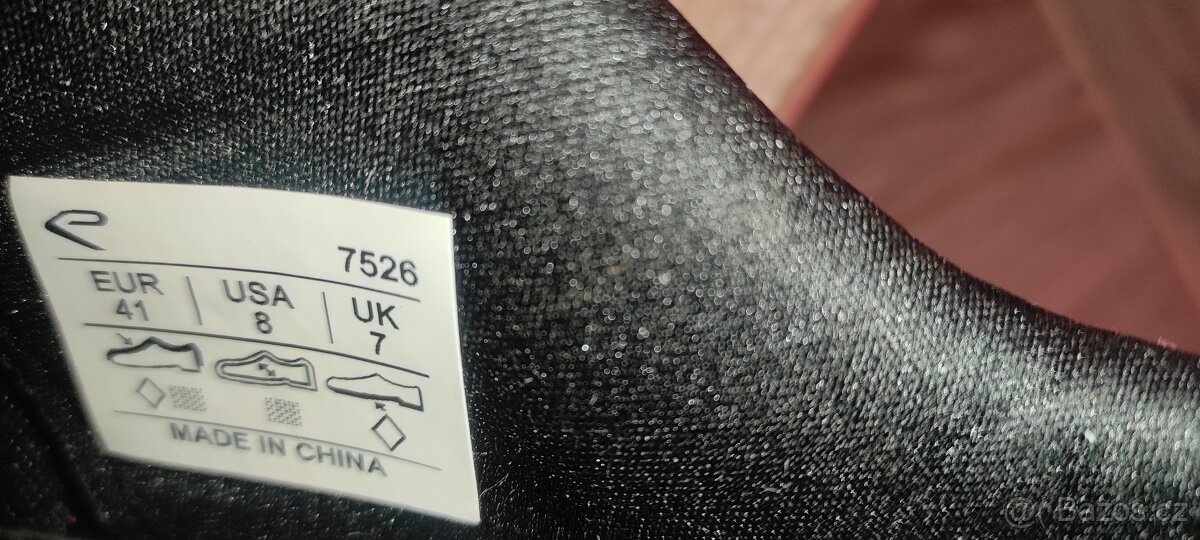 7526
EUR | USA | UK
41 | 8 | 7
MADE IN CHINA
@ Bazos.cz